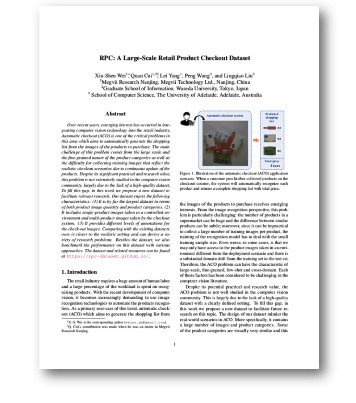 RPC: A Large-Scale Retail Product Checkout Dataset
Xiu-Shen Wei, Quan Cui, Lei Yang, Peng Wang, and Lingqiao Liu
Megvii Research Nanjing, Megvii Technology Ltd., Nanjing, China
Graduate School of Information, Waseda University, Tokyo, Japan
School of Computer Science, The University of Adelaide, Adelaide, Australia
Abstract
Over recent years, emerging interest has occurred in inte-
grating computer vision technology into the retail industry.
Automatic checkout (ACO) is one of the critical problems in
this area which aims to automatically generate the shopping
list from the images of the products to purchase. The main
challenge of this problem comes from the large scale and
the fine-grained nature of the product categories as well as
the difficulty for collecting training images that reflect the
realistic checkout scenarios due to continuous update of the
products. Despite its significant practical and research value,
this problem is not extensively studied in the computer vision
community, largely due to the lack of a high-quality dataset.
To fill this gap, in this work we propose a new dataset to
facilitate relevant research. Our dataset enjoys the following
characteristics: (1) It is by far the largest dataset in terms
of both product image quantity and product categories. (2)
It includes single-product images taken in a controlled en-
vironment and multi-product images taken by the checkout
system. (3) It provides different levels of annotations for
the check-out images. Comparing with the existing datasets,
ours is closer to the realistic setting and can derive a va-
riety of research problems. Besides the dataset, we also
benchmark the performance on this dataset with various
approaches. The dataset and related resources can be found
at https://rpc-dataset.github.io/.
1. Introduction
The retail industry requires a huge amount of human labor
and a large percentage of the workload is spent on recog-
nizing products. With the recent development of computer
vision, it becomes increasingly demanding to use image
recognition technologies to automate the products recogni-
tion. As a primary use-case of this trend, automatic check-
out (ACO) which aims to generate the shopping list from
Figure 1. Illustration of the automatic checkout (ACO) application
scenario. When a customer puts his/her collected products on the
checkout counter, the system will automatically recognize each
product and return a complete shopping list with total price.
the images of the products to purchase receives emerging
interests. From the image recognition perspective, this prob-
lem is particularly challenging: the number of products in a
supermarket can be huge and the difference between similar
products can be subtle; moreover, since it can be impractical
to collect a large number of training images per product, the
training of the recognition model has to deal with the small
training sample size. Even worse, in some cases, is that we
may only have access to the product images taken in an envi-
ronment different from the deployment scenario and there is
a substantial domain shift from the training set to the test set.
Therefore, the ACO problem can have the characteristic of
large-scale, fine-grained, few-shot and cross-domain. Each
of those factors has been considered to be challenging in the
computer vision literature.
Despite its potential practical and research value, the
ACO problem is not well studied in the computer vision
community. This is largely due to the lack of a high-quality
dataset with a clearly defined setting. To fill this gap, in
this work we propose a new dataset to facilitate future re-
search on this topic. The design of our dataset mimics the
real-world scenarios in ACO. More specifically, it contains
a large number of images and product categories. Some
of the product categories are visually very similar and this
1